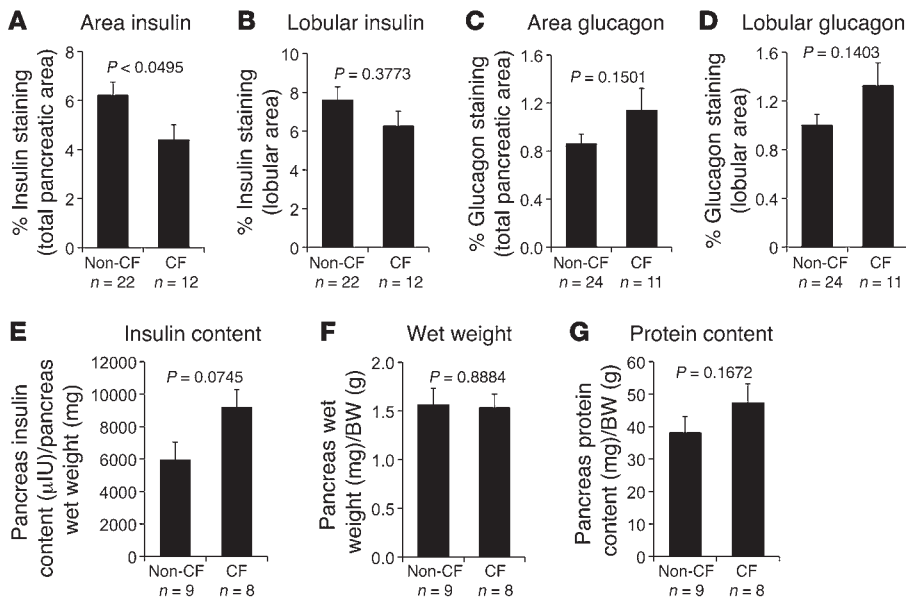 A Area insulin
% Insulin staining
(total pancreatic area)
8
6
4
2
0
P < 0.0495
Non-CF CF
n = 22 n = 12
B Lobular insulin
% Insulin staining
(lobular area)
10
8
6
4
2
0
P = 0.3773
Non-CF CF
n = 22 n = 12
C Area glucagon
% Glucagon staining
(total pancreatic area)
1.6
1.2
0.8
0.4
0.0
P = 0.1501
Non-CF CF
n = 24 n = 11
D Lobular glucagon
% Glucagon staining
(lobular area)
1.6
1.2
0.8
0.4
0
P = 0.1403
Non-CF CF
n = 24 n = 11
E Insulin content
Pancreas insulin
content (µIU)/pancreas
wet weight (mg)
12000
10000
8000
6000
4000
2000
0
P = 0.0745
Non-CF CF
n = 9 n = 8
F Wet weight
Pancreas wet
weight (mg)/BW (g)
2.0
1.5
1.0
0.5
0.0
P = 0.8884
Non-CF CF
n = 9 n = 8
G Protein content
Pancreas protein
content (mg)/BW (g)
60
50
40
30
20
10
0
P = 0.1672
Non-CF CF
n = 9 n = 8